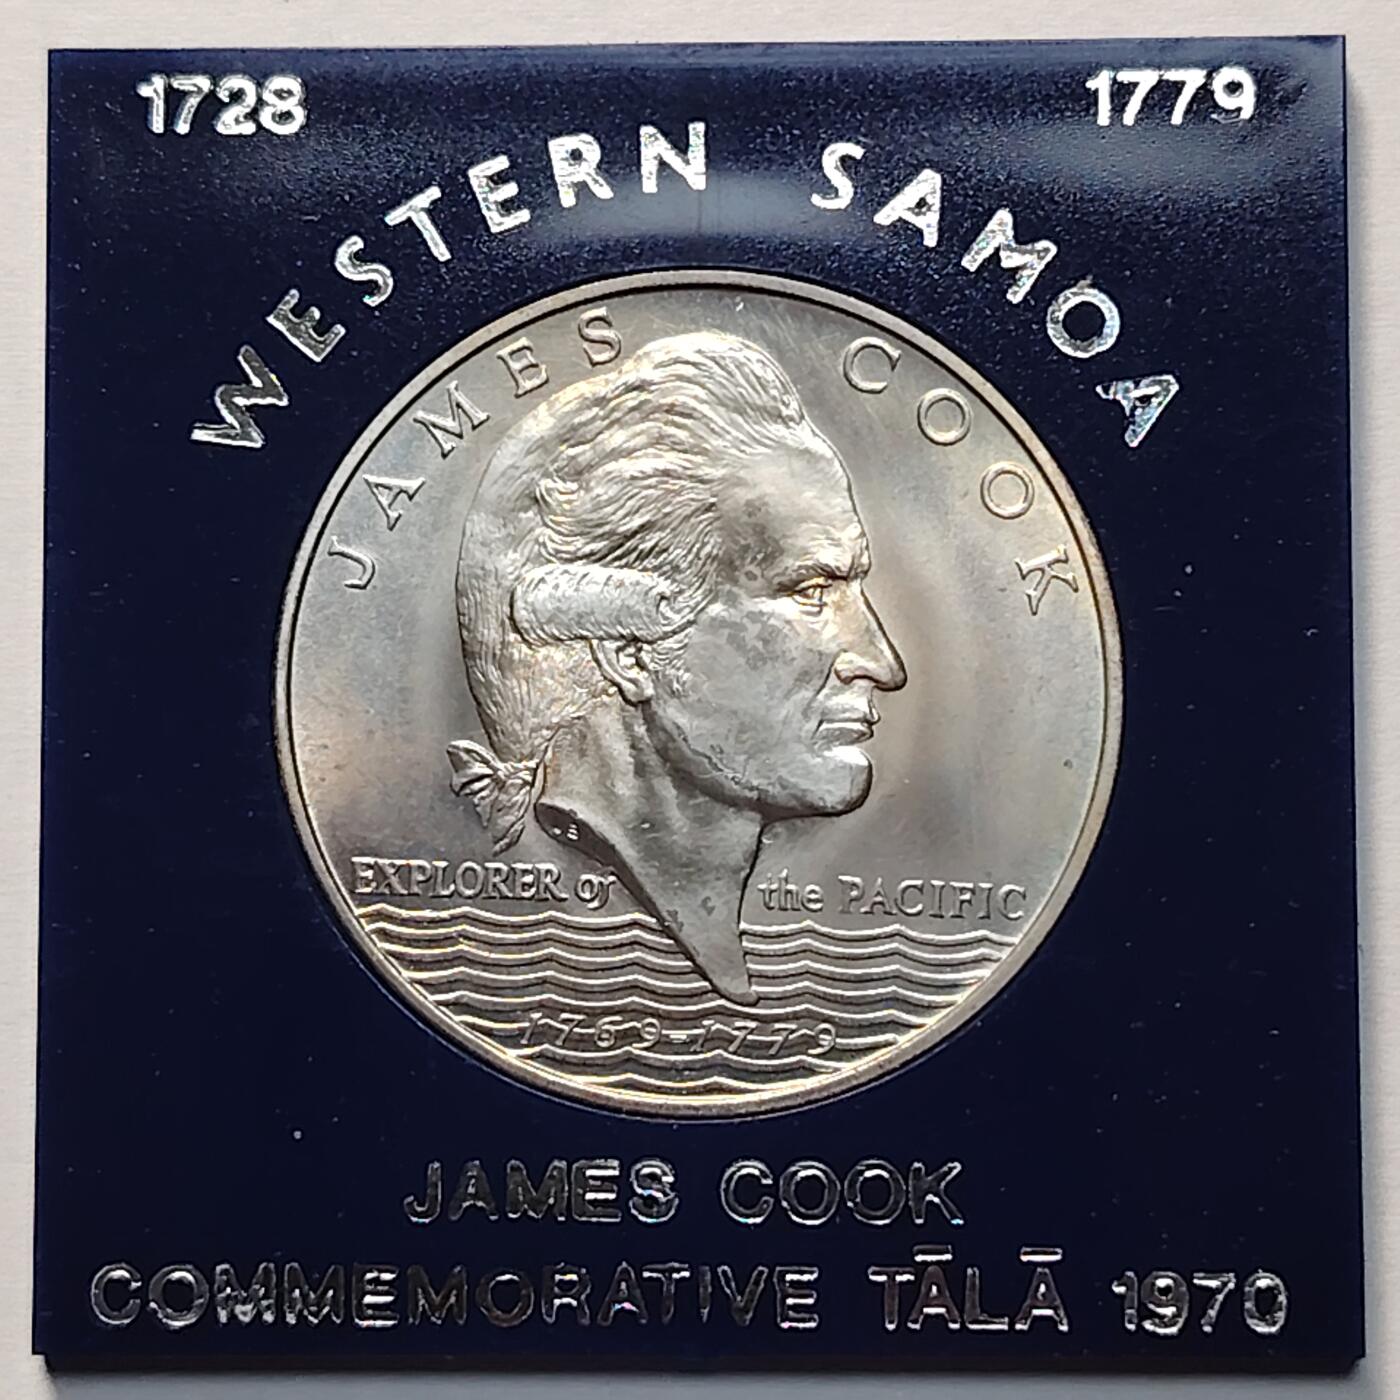 1728 1779
WESTERN SAMOA
JAMES COOK
EXPLORER of the PACIFIC
1769-1779
JAMES COOK
COMMEMORATIVE TĀLĀ 1970